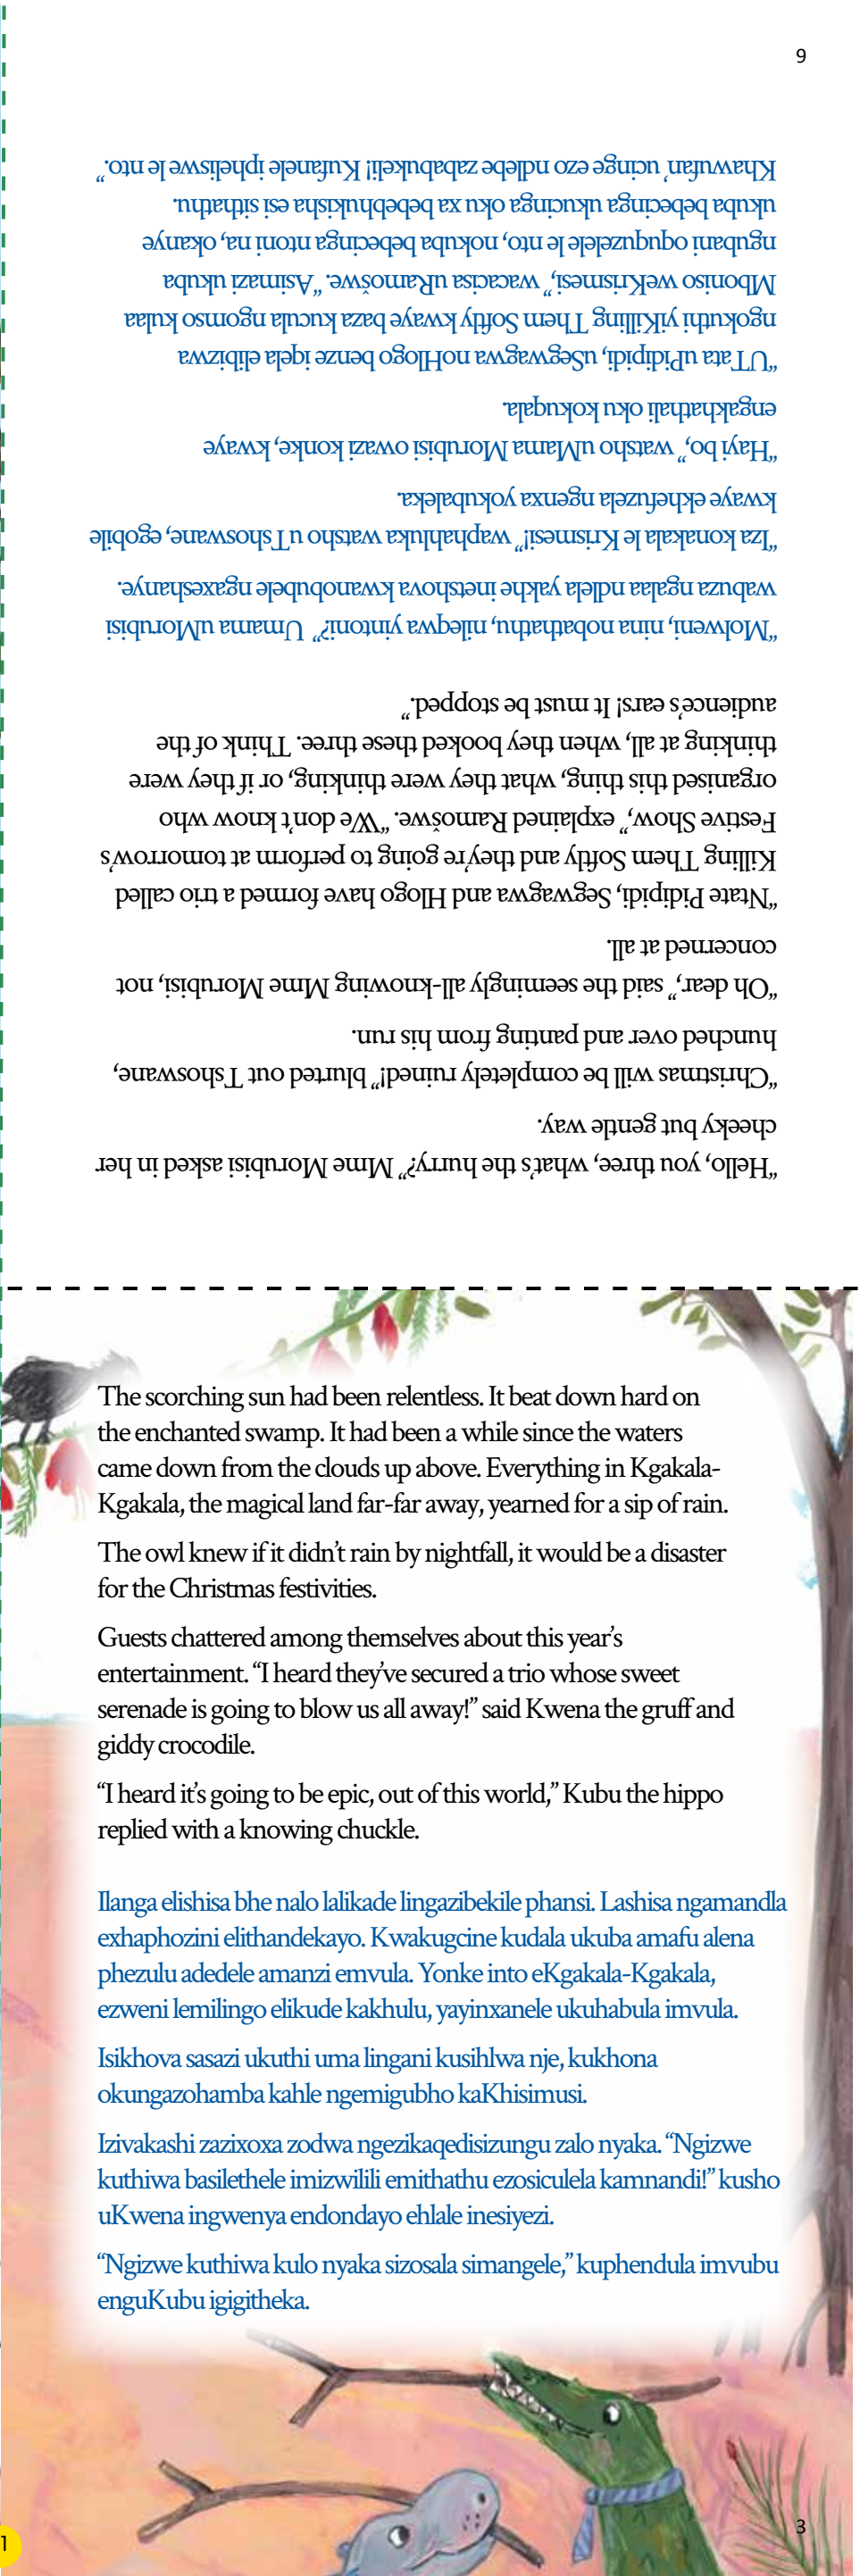 “Hello, you three, what’s the hurry?” Mme Morubisi asked in her
cheeky but gentle way.
“Christmas will be completely ruined!” blurted out Tshoswane,
hunched over and panting from his run.
“Oh dear,” said the seemingly all-knowing Mme Morubisi, not
concerned at all.
“Ntate Pidipidi, Segwagwa and Hlogo have formed a trio called
Killing Them Softly and they’re going to perform at tomorrow’s
Festive Show,” explained Ramošwe. “We don’t know who
organised this thing, what they were thinking, or if they were
thinking at all, when they booked these three. Think of the
audience’s ears! It must be stopped.”
“Molweni, nina nobathathu, nileqwa yintoni?” Umama uMorubisi
wabuza ngalaa ndlela yakhe inetshova kwanobubele ngaxeshanye.
“Iza konakala le Krismesi!” waphahluka watsho uTshoswane, egobile
kwaye ekhefuzela ngenxa yokubaleka.
“Hayi bo,” watsho uMama Morubisi owazi konke, kwaye
engakhathali oku kokuqala.
“UTata uPidipidi, uSegwagwa noHlogo benze iqela elibizwa
ngokuthi yiKilling Them Softly kwaye baza kucula ngomso kulaa
Mboniso weKrismesi,” wacacisa uRamošwe. “Asimazi ukuba
ngubani oququzelele le nto, nokuba bebecinga ntoni na, okanye
ukuba bebecinga ukucinga oku xa bebebhukisha esi sithathu.
Khawufan’ ucinge ezo ndlebe zababukeli! Kufanele ipheliswe le nto.”
6
The scorching sun had been relentless. It beat down hard on
the enchanted swamp. It had been a while since the waters
came down from the clouds up above. Everything in Kgakala-
Kgakala, the magical land far-far away, yearned for a sip of rain.
The owl knew if it didn’t rain by nightfall, it would be a disaster
for the Christmas festivities.
Guests chattered among themselves about this year’s
entertainment. “I heard they’ve secured a trio whose sweet
serenade is going to blow us all away!” said Kwena the gruff and
giddy crocodile.
“I heard it’s going to be epic, out of this world,” Kubu the hippo
replied with a knowing chuckle.
Ilanga elishisa bhe nalo lalikade lingazibekile phansi. Lashisa ngamandla
exhaphozini elithandekayo. Kwakugcine kudala ukuba amafu alena
phezulu adedele amanzi emvula. Yonke into eKgakala-Kgakala,
ezweni lemilingo elikude kakhulu, yayinxanele ukuhabula imvula.
Isikhova sasazi ukuthi uma lingani kusihlwa nje, kukhona
okungazohamba kahle ngemigubho kaKhisimusi.
Izivakashi zazixoxa zodwa ngezikaqedisizungu zalo nyaka. “Ngizwe
kuthiwa basilethele imizwilili emithathu ezosiculela kamnandi!” kusho
uKwena ingwenya endondayo ehlale inesiyezi.
“Ngizwe kuthiwa kulo nyaka sizosala simangele,” kuphendula imvubu
enguKubu igigitheka.
3
1